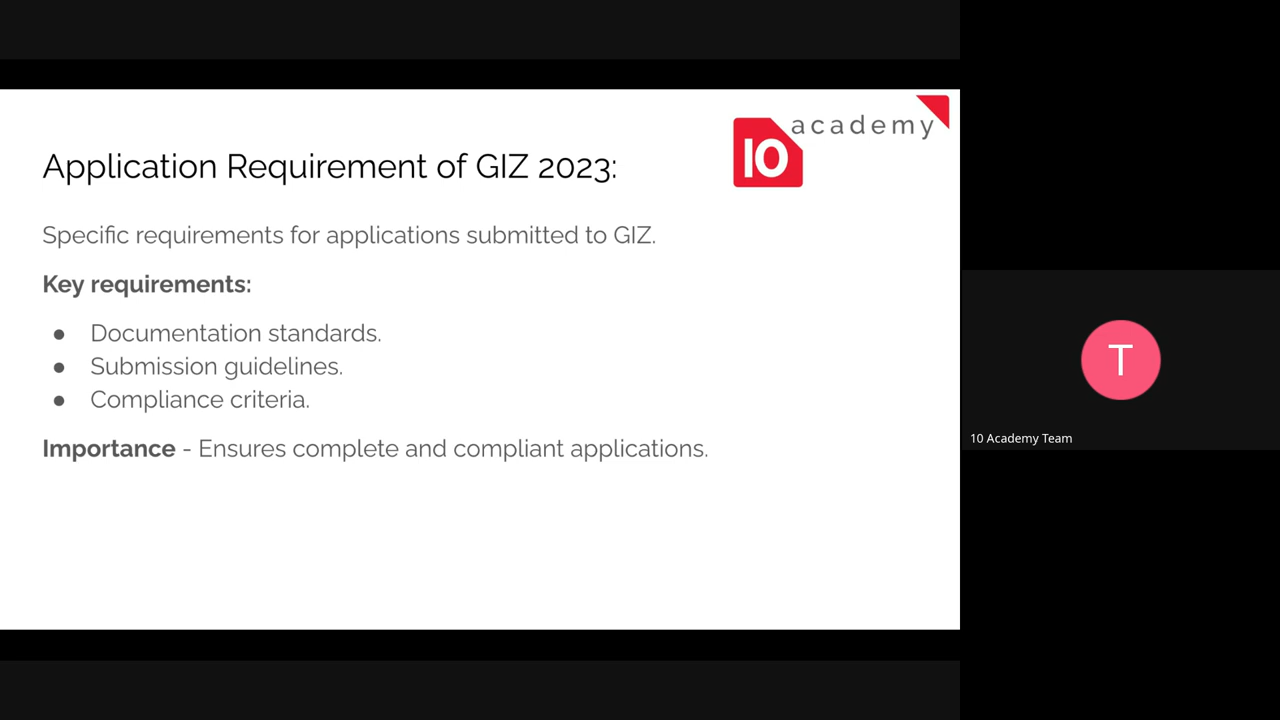 academy
10
Application Requirement of GIZ 2023:
Specific requirements for applications submitted to GIZ.
Key requirements:
● Documentation standards.
● Submission guidelines.
● Compliance criteria.
Importance - Ensures complete and compliant applications.
T
10 Academy Team